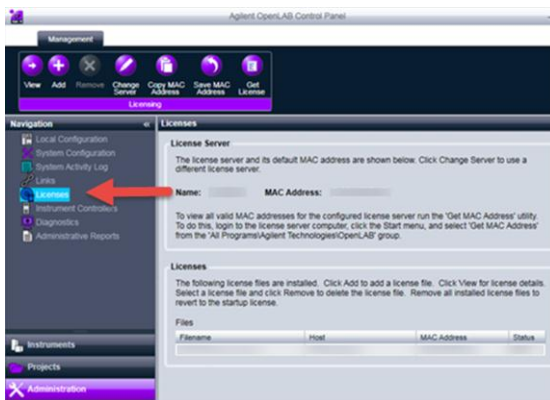 Agilent OpenLAB Control Panel
Management
View
Add
Remove
Change Server
Copy MAC Address
Save MAC Address
Get License
Licensing
Navigation
Local Configuration
System Configuration
System Activity Log
Links
Licenses
Instrument Controllers
Diagnostics
Administrative Reports
Instruments
Projects
Administration
Licenses
License Server
The license server and its default MAC address are shown below. Click Change Server to use a
different license server.
Name: MAC Address:
To view all valid MAC addresses for the configured license server run the 'Get MAC Address' utility.
To do this, login to the license server computer, click the Start menu, and select 'Get MAC Address'
from the 'All Programs\Agilent Technologies\OpenLAB' group.
Licenses
The following license files are installed. Click Add to add a license file. Click View for license details.
Select a license file and click Remove to delete the license file. Remove all installed license files to
revert to the startup license.
Files
Filename Host MAC Address Status